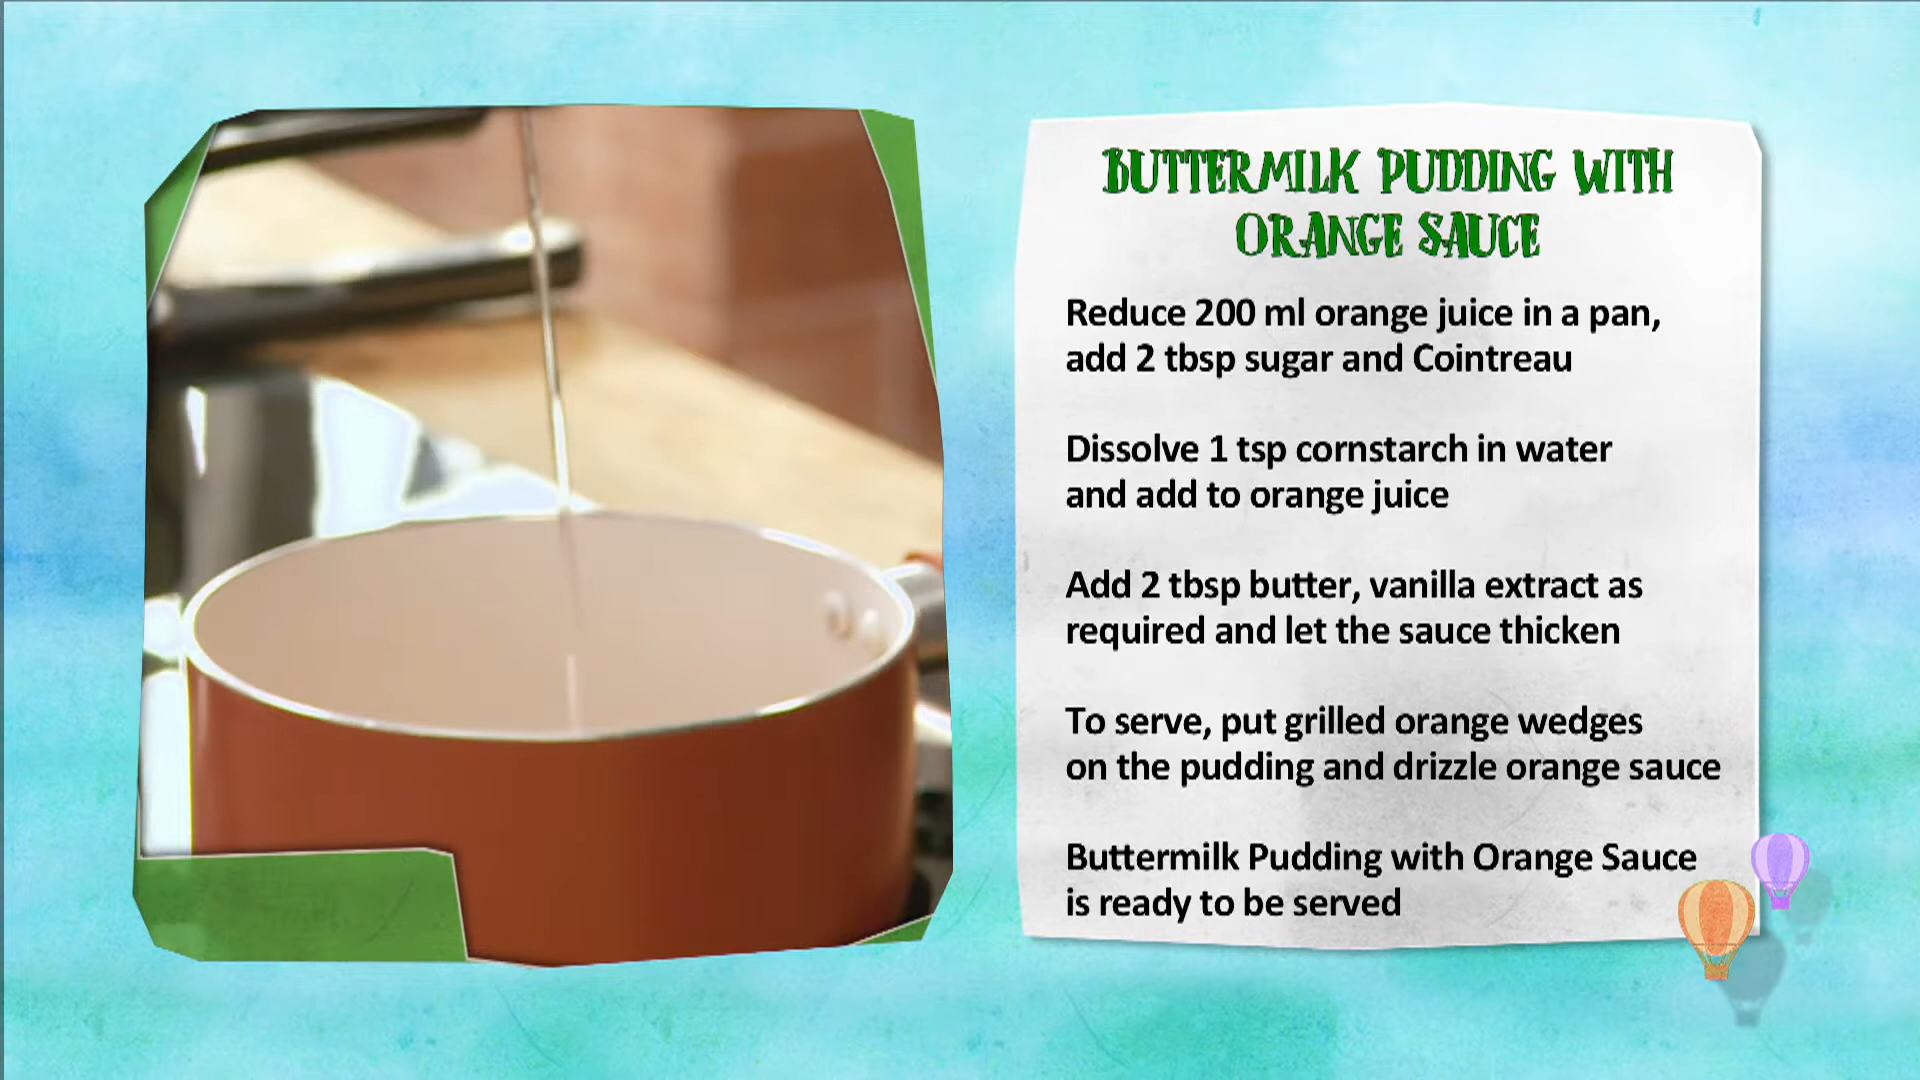 BUTTERMILK PUDDING WITH
ORANGE SAUCE
Reduce 200 ml orange juice in a pan,
add 2 tbsp sugar and Cointreau
Dissolve 1 tsp cornstarch in water
and add to orange juice
Add 2 tbsp butter, vanilla extract as
required and let the sauce thicken
To serve, put grilled orange wedges
on the pudding and drizzle orange sauce
Buttermilk Pudding with Orange Sauce
is ready to be served